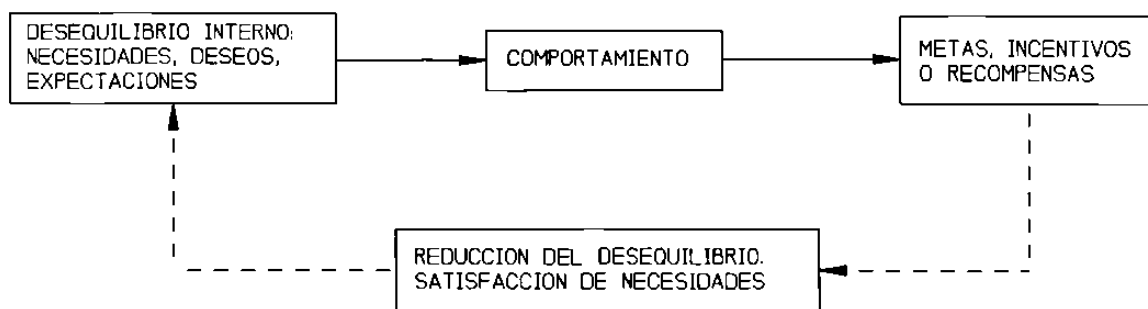 DESEQUILIBRIO INTERNO:
NECESIDADES, DESEOS,
EXPECTACIONES
COMPORTAMIENTO
METAS, INCENTIVOS
O RECOMPENSAS
REDUCCION DEL DESEQUILIBRIO.
SATISFACCION DE NECESIDADES